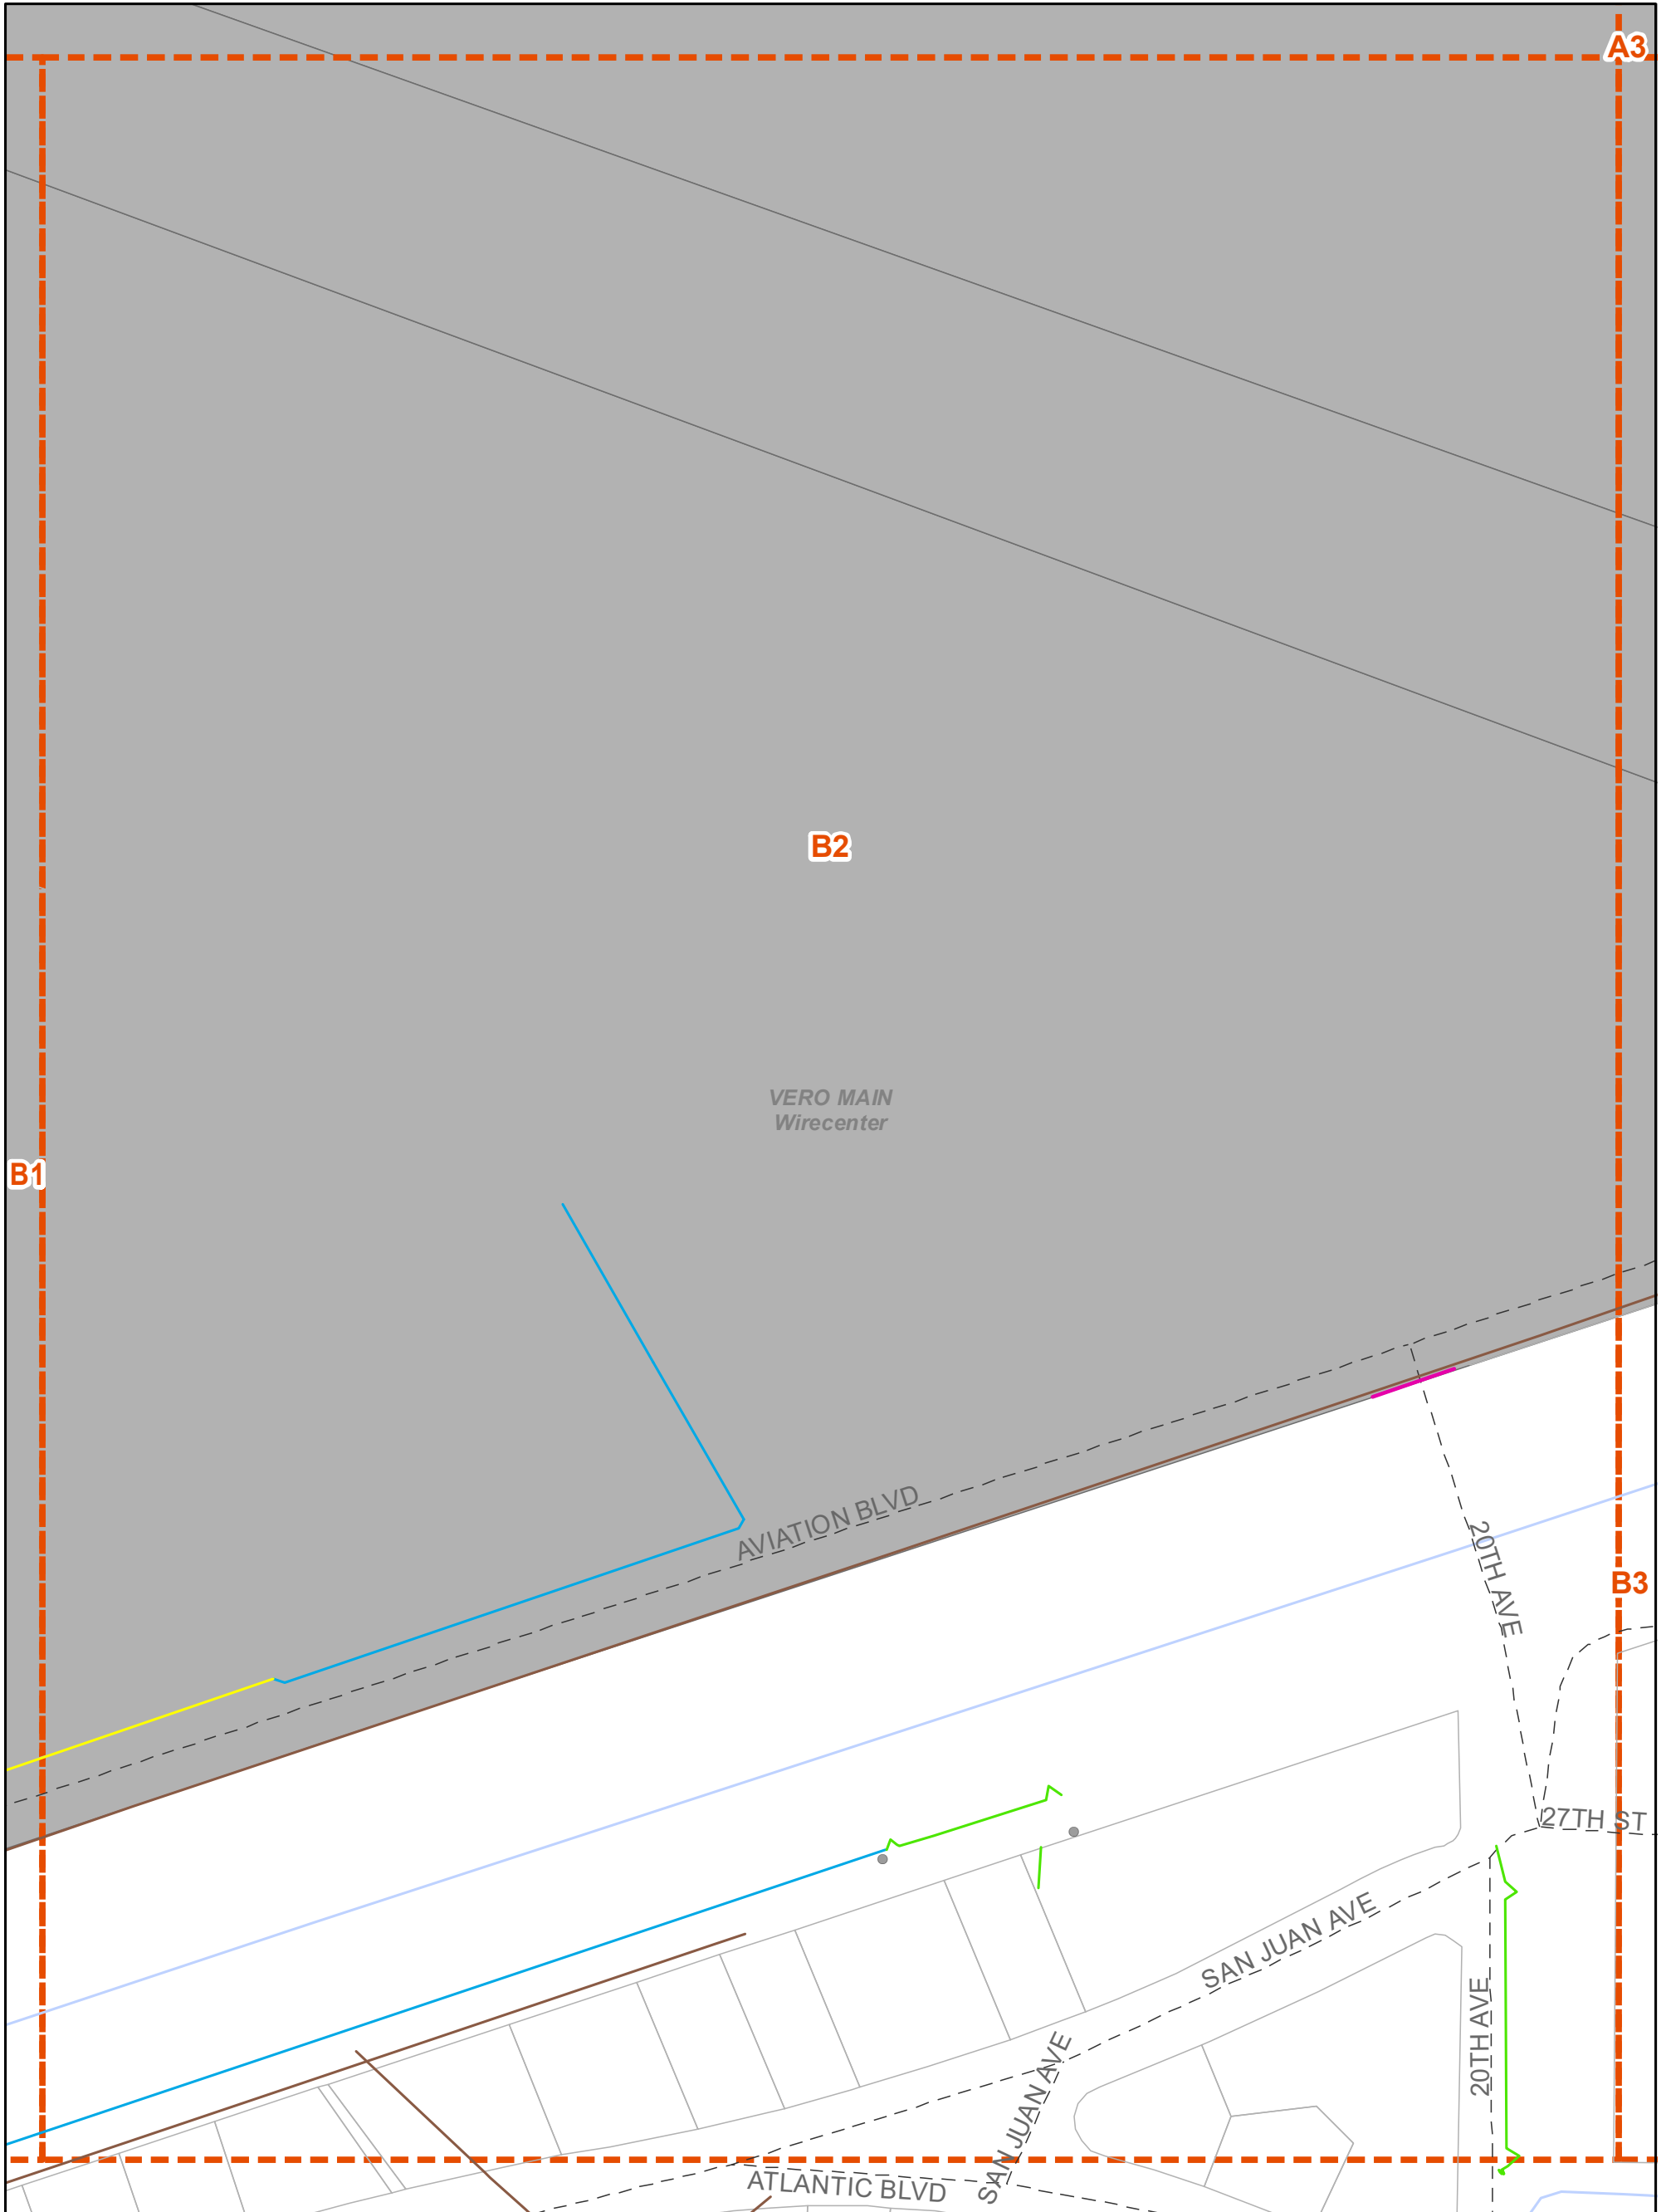 A3
B2
VERO MAIN
Wirecenter
B1
AVIATION BLVD
20TH AVE
B3
27TH ST
SAN JUAN AVE
20TH AVE
SAN JUAN AVE
ATLANTIC BLVD